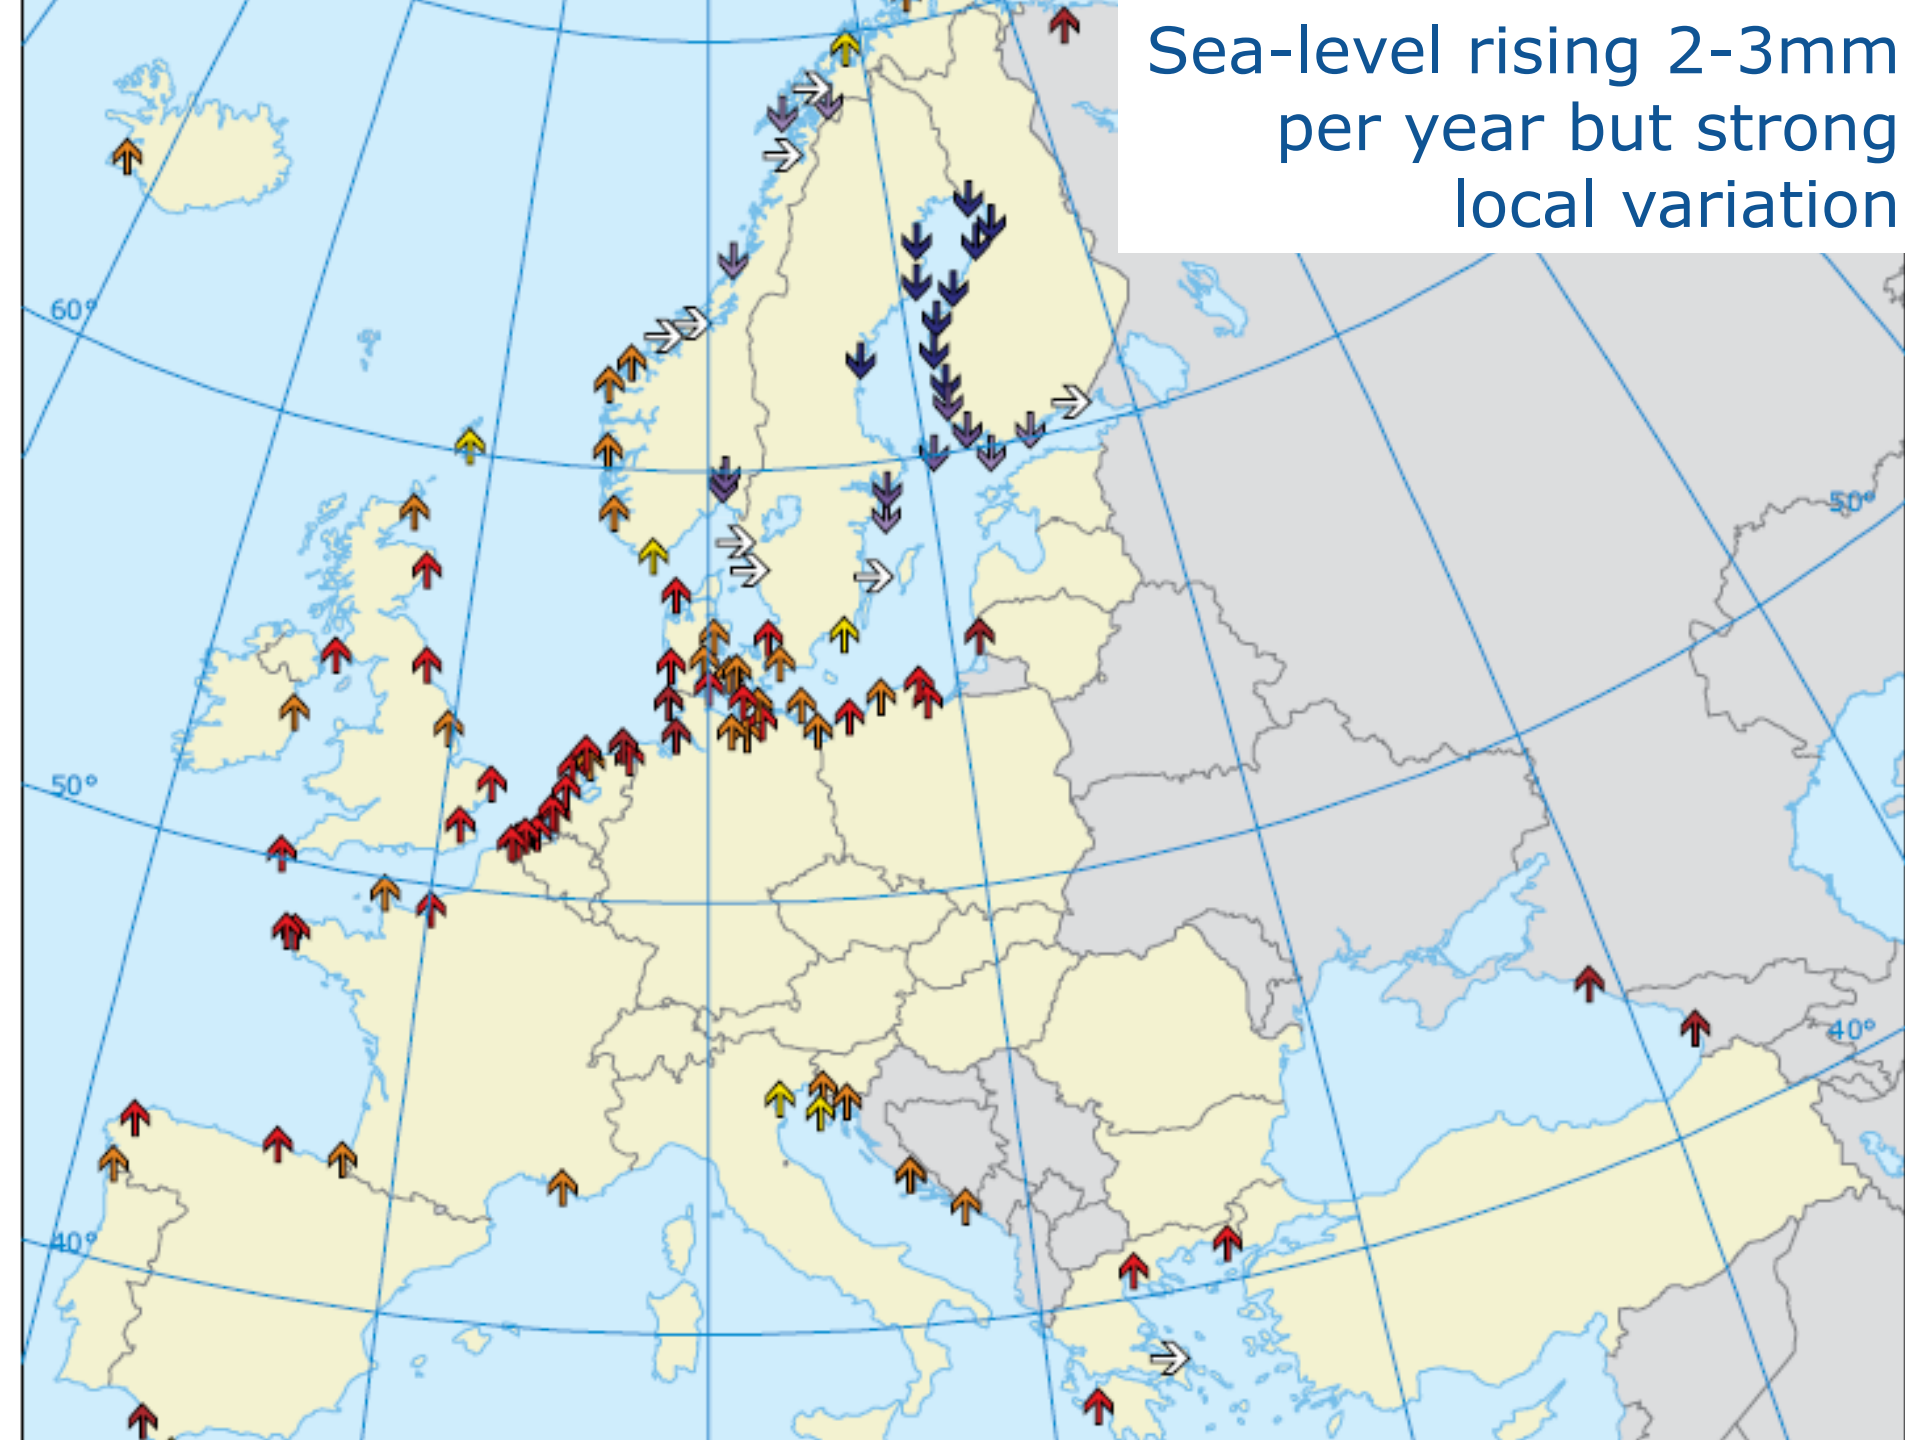 Sea-level rising 2-3mm
per year but strong
local variation
60°
50°
50°
40°
40°